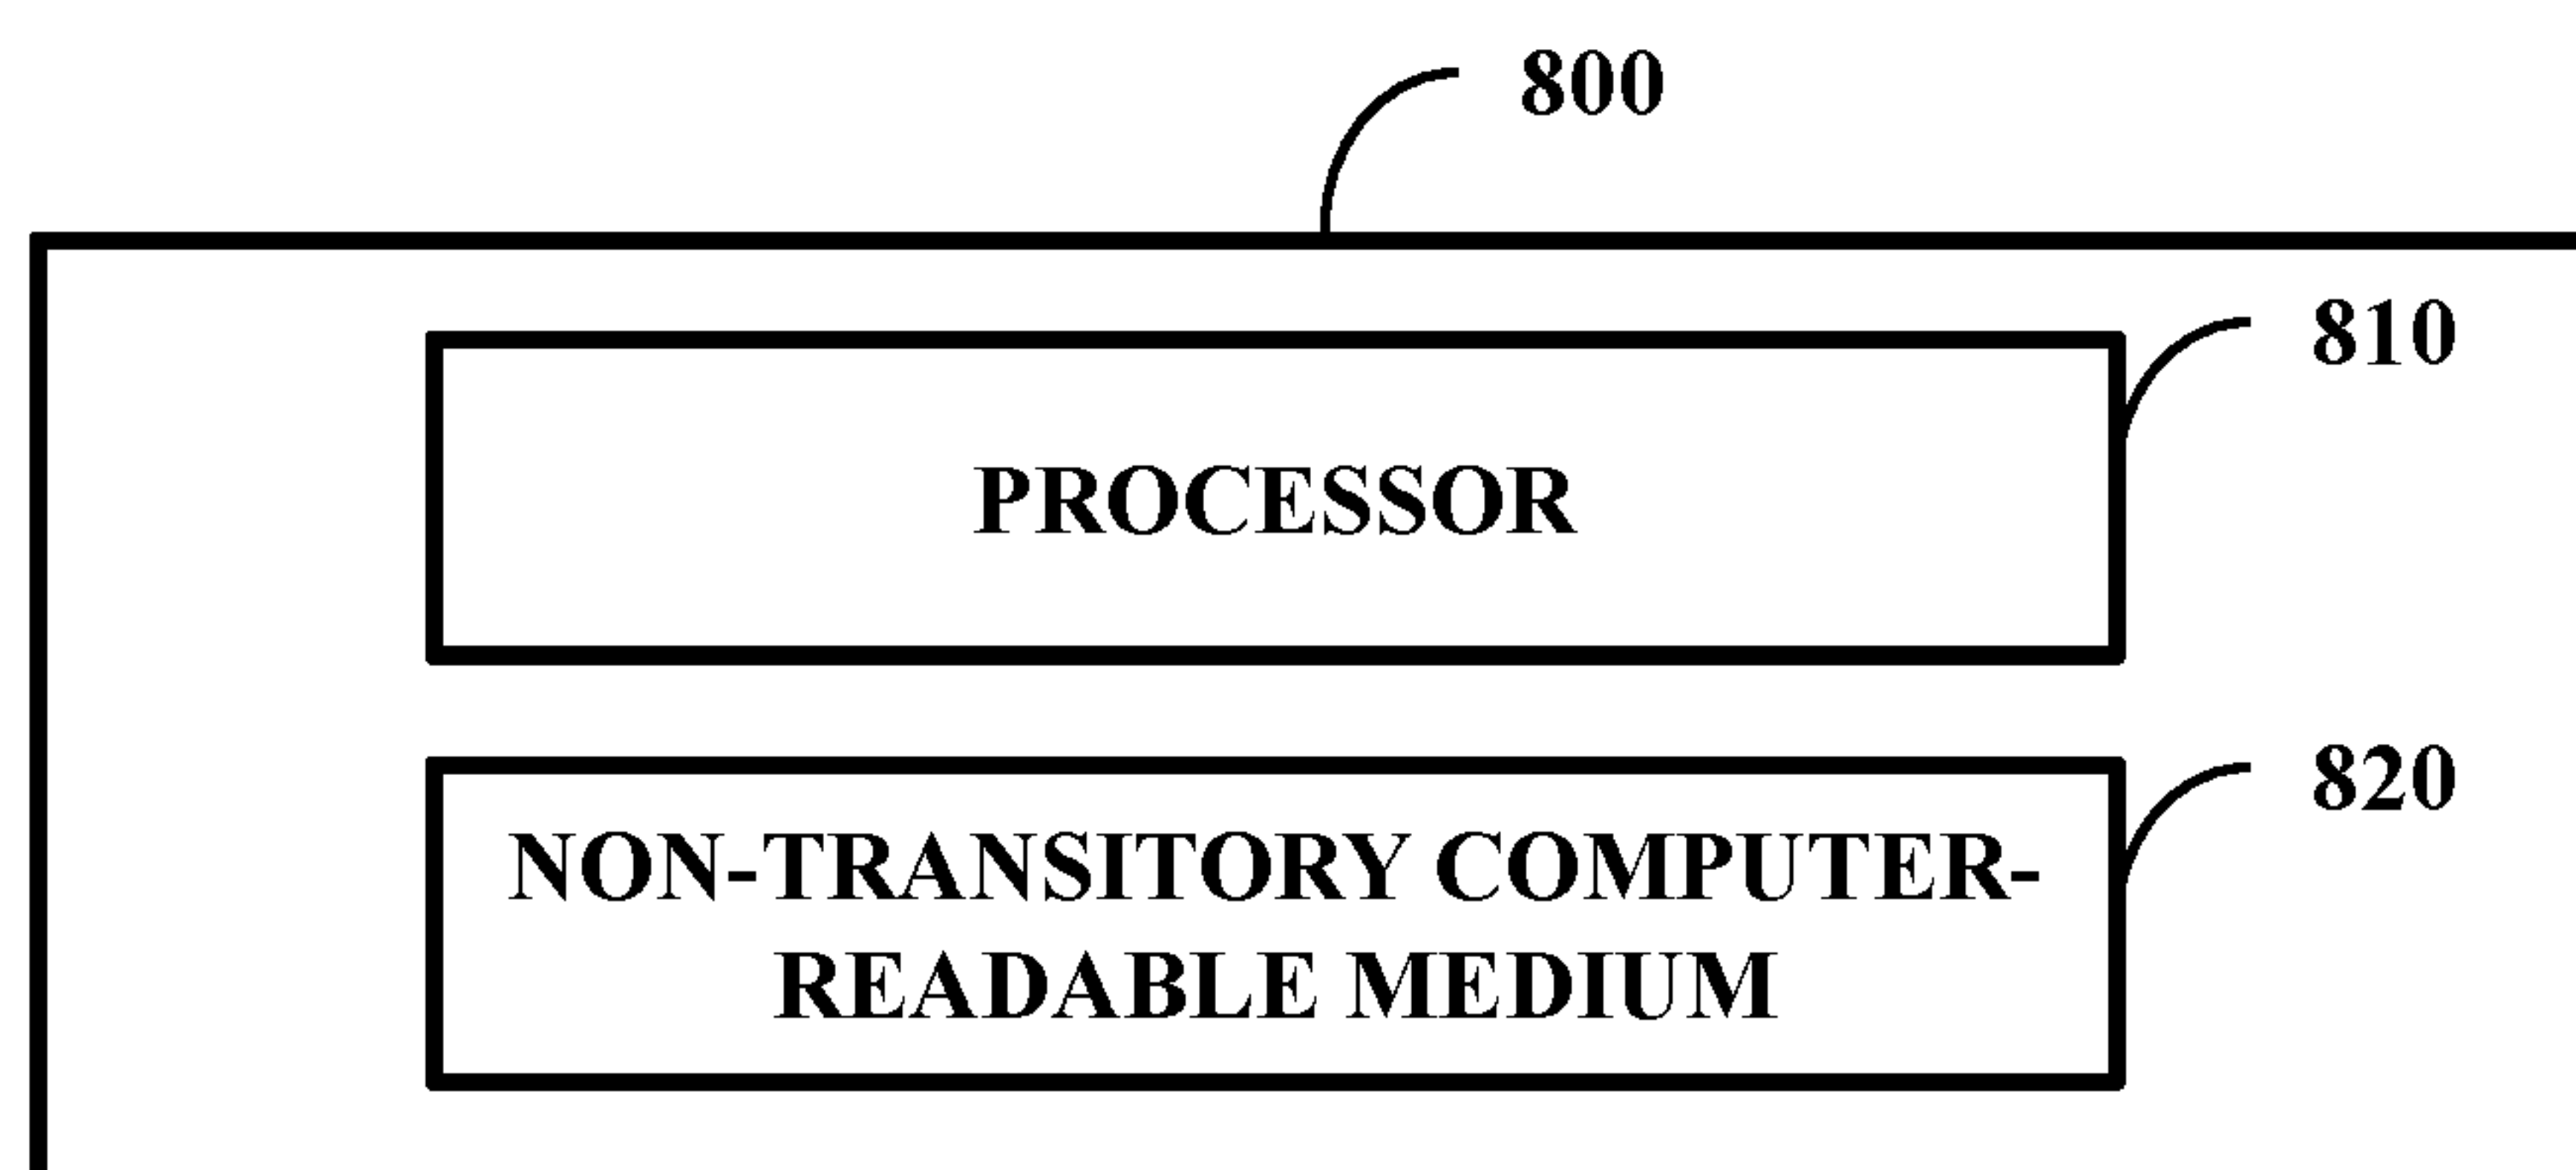 800
810
PROCESSOR
820
NON-TRANSITORY COMPUTER-
READABLE MEDIUM